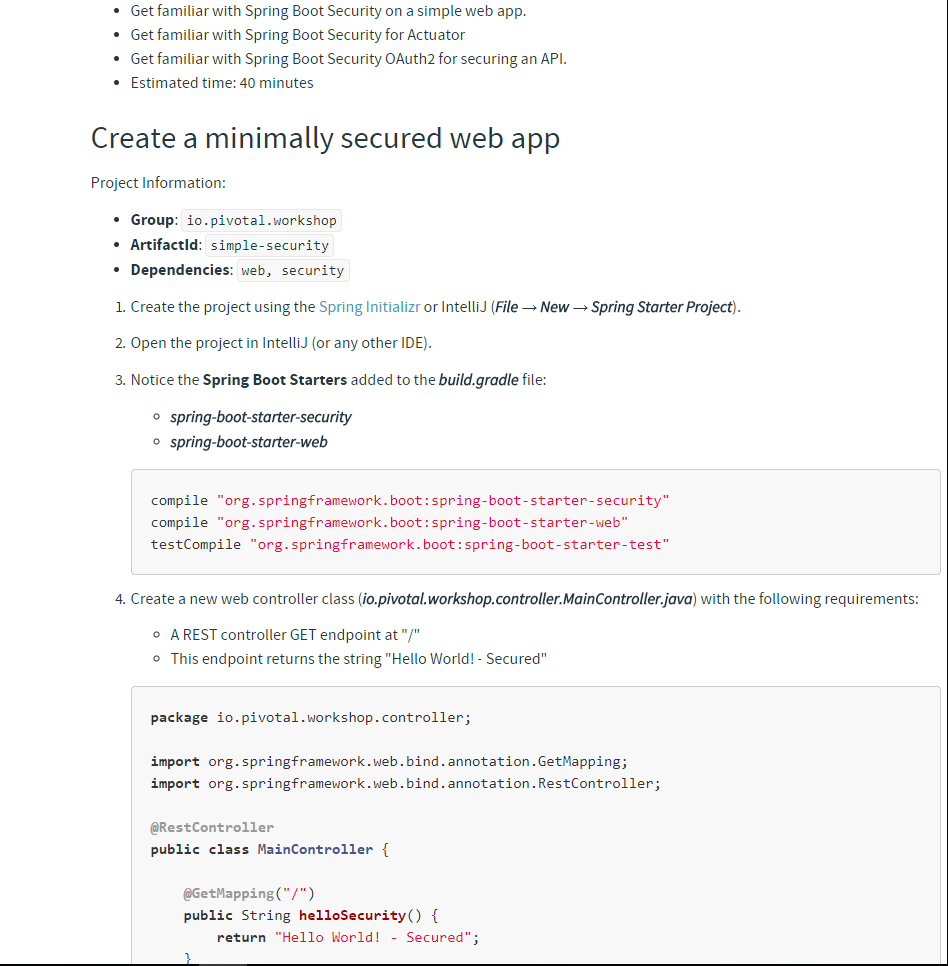 Get familiar with Spring Boot Security on a simple web app.
Get familiar with Spring Boot Security for Actuator
Get familiar with Spring Boot Security OAuth2 for securing an API.
Estimated time: 40 minutes
Create a minimally secured web app
Project Information:
Group: io.pivotal.workshop
ArtifactId: simple-security
Dependencies: web, security
1. Create the project using the Spring Initializr or IntelliJ (File → New → Spring Starter Project).
2. Open the project in IntelliJ (or any other IDE).
3. Notice the Spring Boot Starters added to the build.gradle file:
spring-boot-starter-security
spring-boot-starter-web
compile "org.springframework.boot:spring-boot-starter-security"
compile "org.springframework.boot:spring-boot-starter-web"
testCompile "org.springframework.boot:spring-boot-starter-test"
4. Create a new web controller class (io.pivotal.workshop.controller.MainController.java) with the following requirements:
A REST controller GET endpoint at "/"
This endpoint returns the string "Hello World! - Secured"
package io.pivotal.workshop.controller;
import org.springframework.web.bind.annotation.GetMapping;
import org.springframework.web.bind.annotation.RestController;
@RestController
public class MainController {
@GetMapping("/")
public String helloSecurity() {
return "Hello World! - Secured";
}